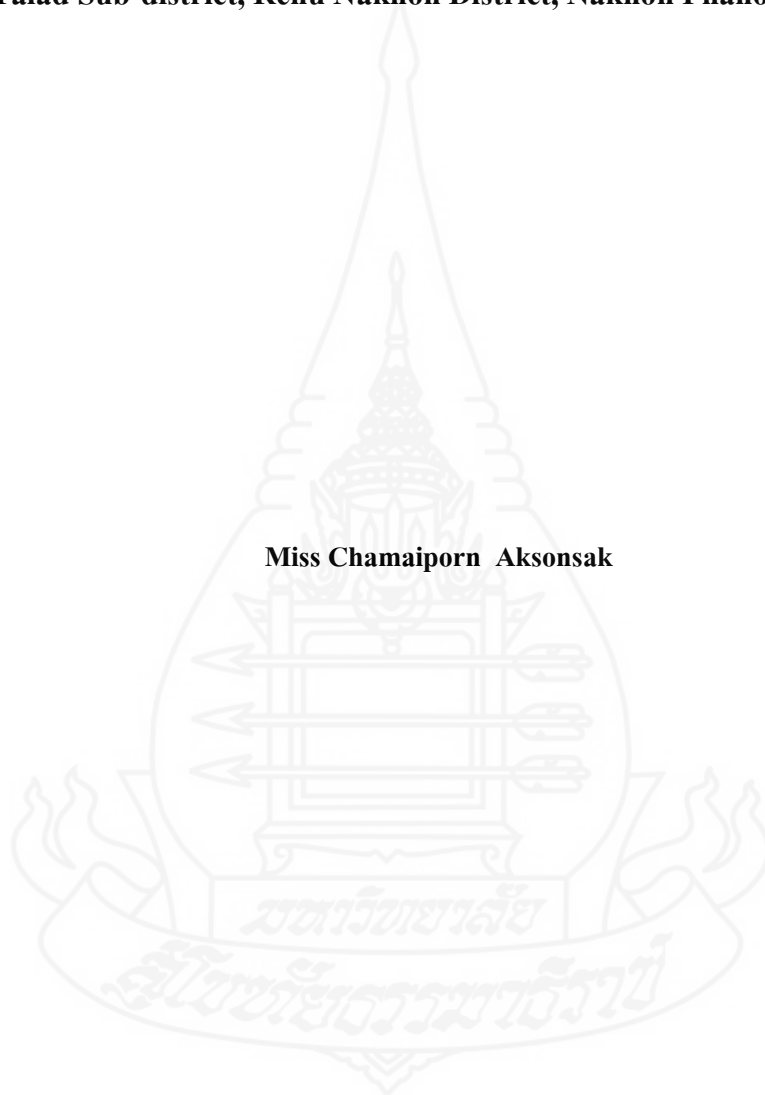 Talad Sub-district, Renu Nakhon District, Nakhon Phano
Miss Chamaiporn Aksonsak
มหาวิทยาลัย
สุโขทัยธรรมาธิราช